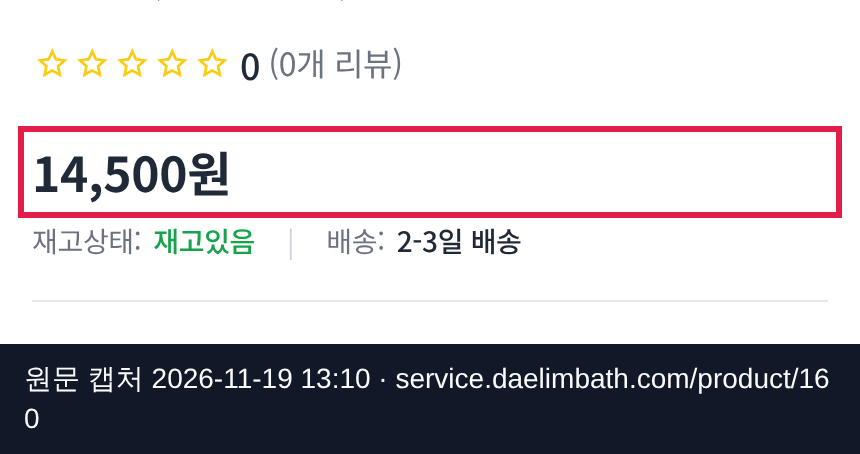 0 (0개 리뷰)
14,500원
재고상태: 재고있음 | 배송: 2-3일 배송
원문 캡처 2026-11-19 13:10 · service.daelimbath.com/product/16
0